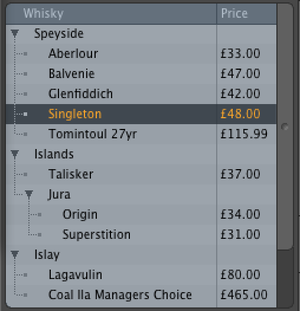 Whisky Price
Speyside
Aberlour £33.00
Balvenie £47.00
Glenfiddich £42.00
Singleton £48.00
Tomintoul 27yr £115.99
Islands
Talisker £37.00
Jura
Origin £34.00
Superstition £31.00
Islay
Lagavulin £80.00
Coal Ila Managers Choice £465.00